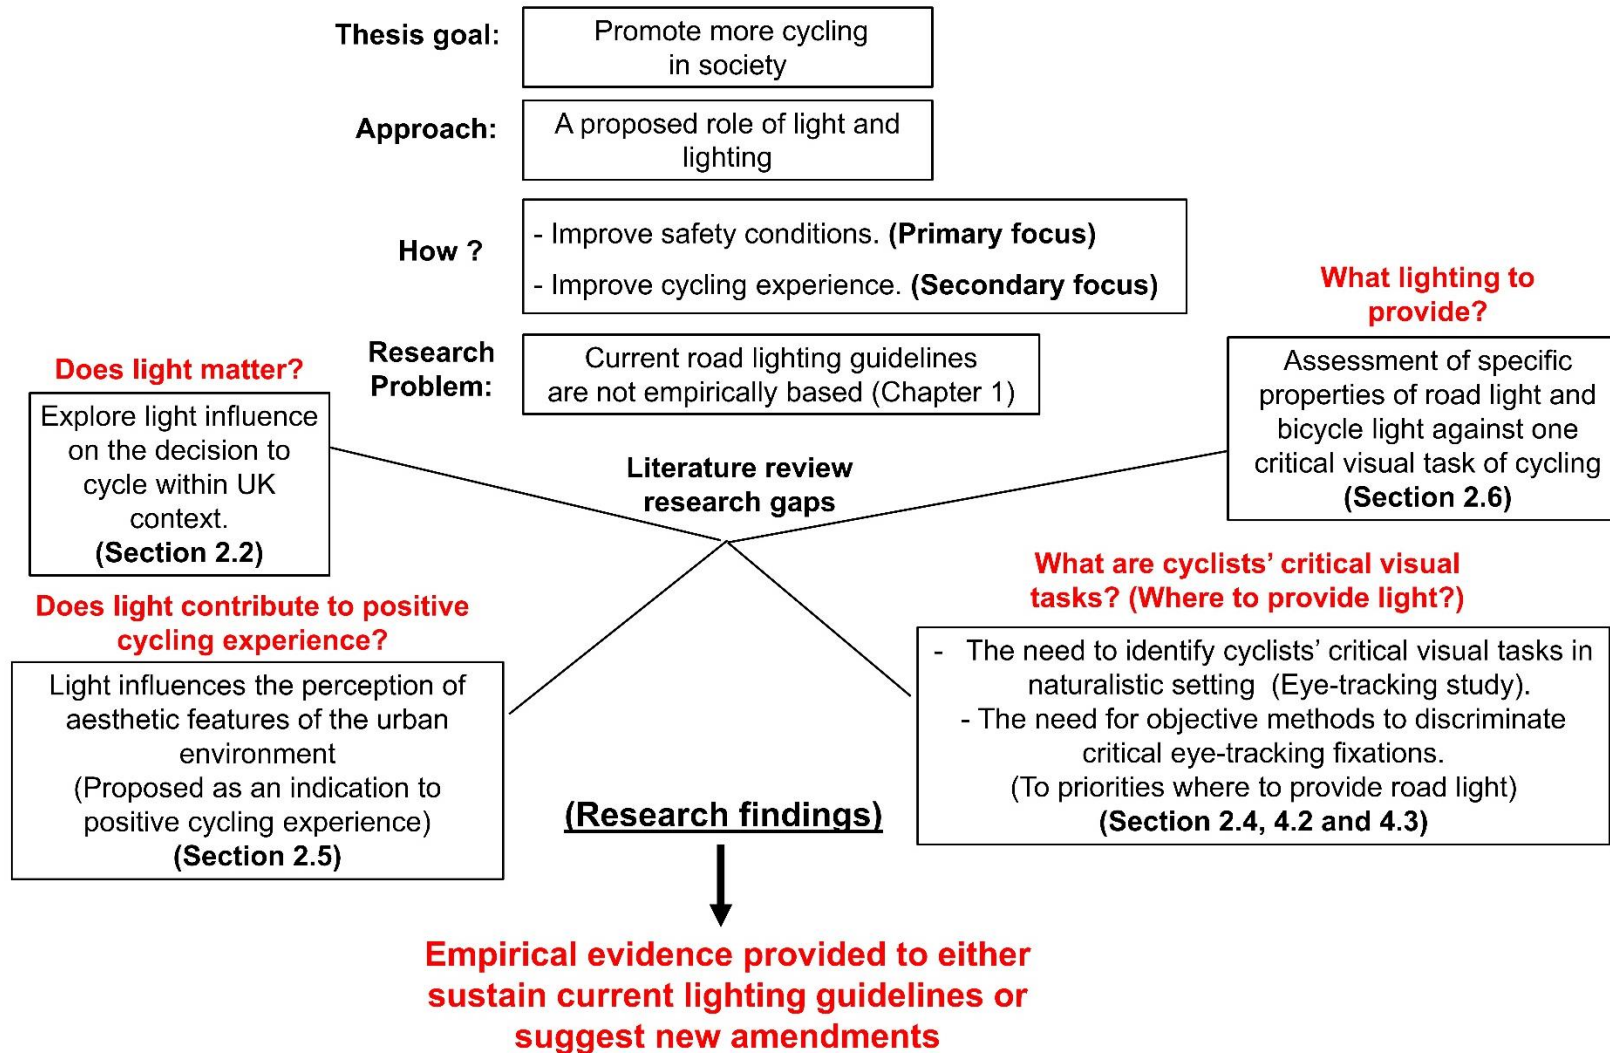 Thesis goal:
Promote more cycling
in society
Approach:
A proposed role of light and
lighting
How ?
- Improve safety conditions. (Primary focus)
- Improve cycling experience. (Secondary focus)
Research
Problem:
Current road lighting guidelines
are not empirically based (Chapter 1)
Literature review
research gaps
Does light matter?
Explore light influence
on the decision to
cycle within UK
context.
(Section 2.2)
What lighting to
provide?
Assessment of specific
properties of road light and
bicycle light against one
critical visual task of cycling
(Section 2.6)
Does light contribute to positive
cycling experience?
Light influences the perception of
aesthetic features of the urban
environment
(Proposed as an indication to
positive cycling experience)
(Section 2.5)
What are cyclists’ critical visual
tasks? (Where to provide light?)
- The need to identify cyclists’ critical visual tasks in
naturalistic setting (Eye-tracking study).
- The need for objective methods to discriminate
critical eye-tracking fixations.
(To priorities where to provide road light)
(Section 2.4, 4.2 and 4.3)
(Research findings)
Empirical evidence provided to either
sustain current lighting guidelines or
suggest new amendments